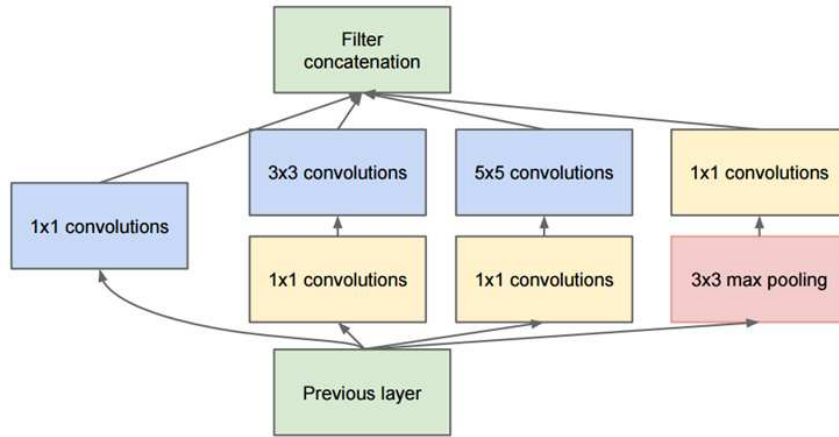 Filter
concatenation
3x3 convolutions
5x5 convolutions
1x1 convolutions
1x1 convolutions
1x1 convolutions
1x1 convolutions
3x3 max pooling
Previous layer